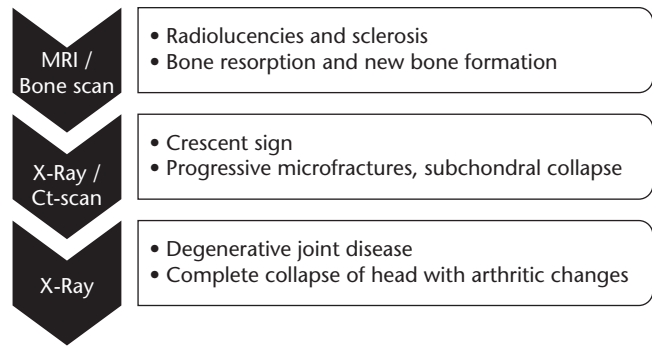 MRI /
Bone scan
• Radiolucencies and sclerosis
• Bone resorption and new bone formation
X-Ray /
Ct-scan
• Crescent sign
• Progressive microfractures, subchondral collapse
X-Ray
• Degenerative joint disease
• Complete collapse of head with arthritic changes